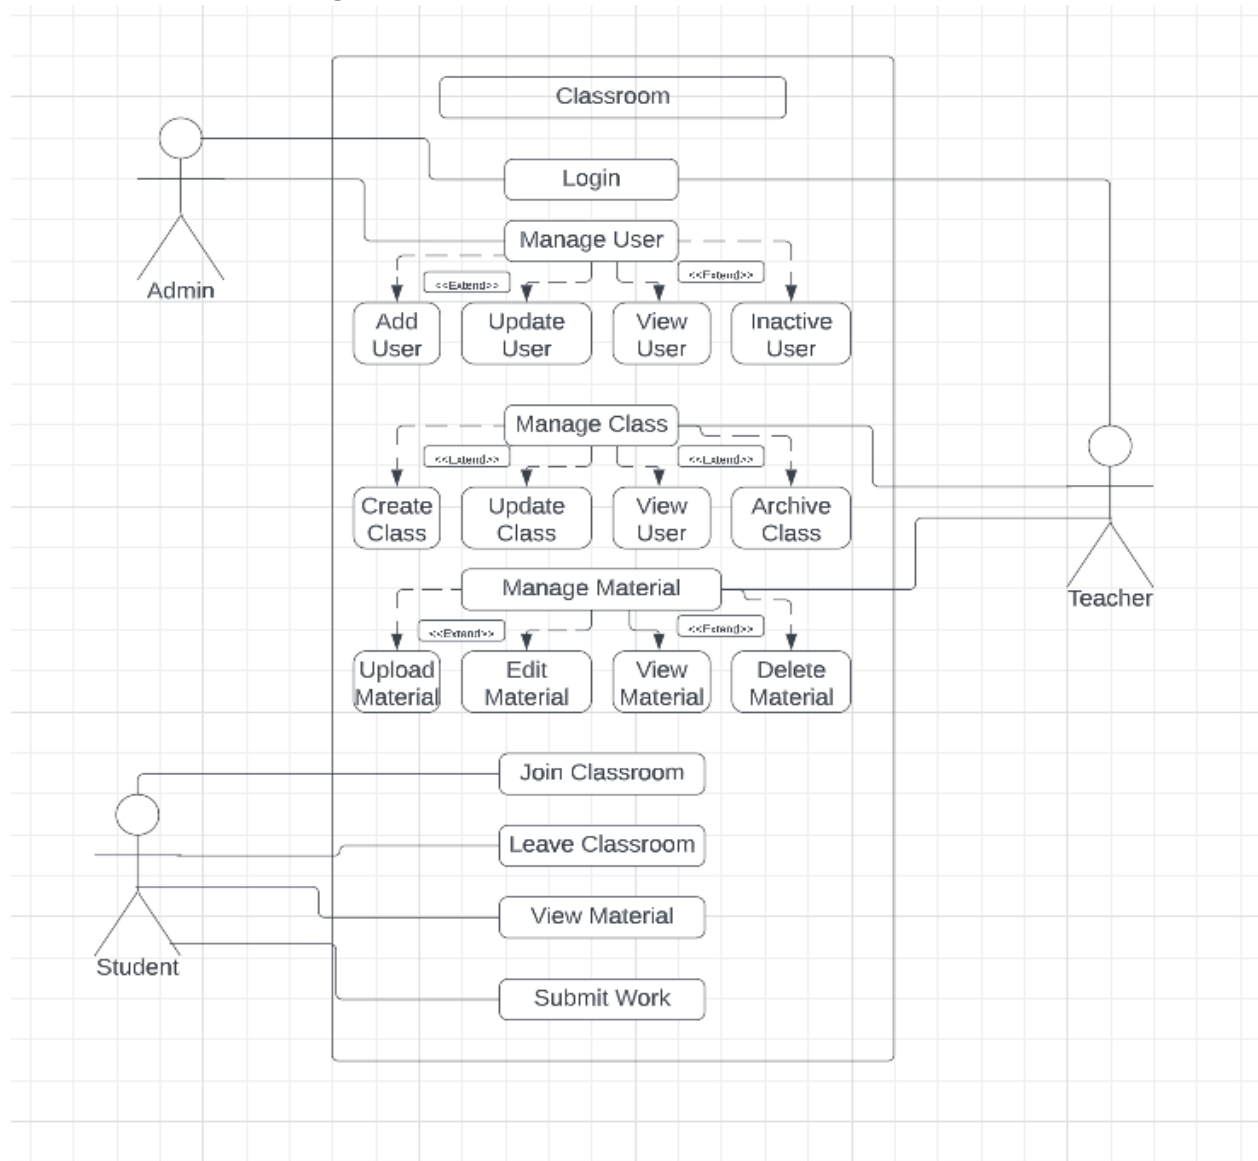 Classroom
Login
Manage User
Admin
<<Extend>>
<<Extend>>
Add
User
Update
User
View
User
Inactive
User
Manage Class
<<Extend>>
<<Extend>>
Create
Class
Update
Class
View
User
Archive
Class
Manage Material
Teacher
<<Extend>>
<<Extend>>
Upload
Material
Edit
Material
View
Material
Delete
Material
Join Classroom
Leave Classroom
View Material
Student
Submit Work